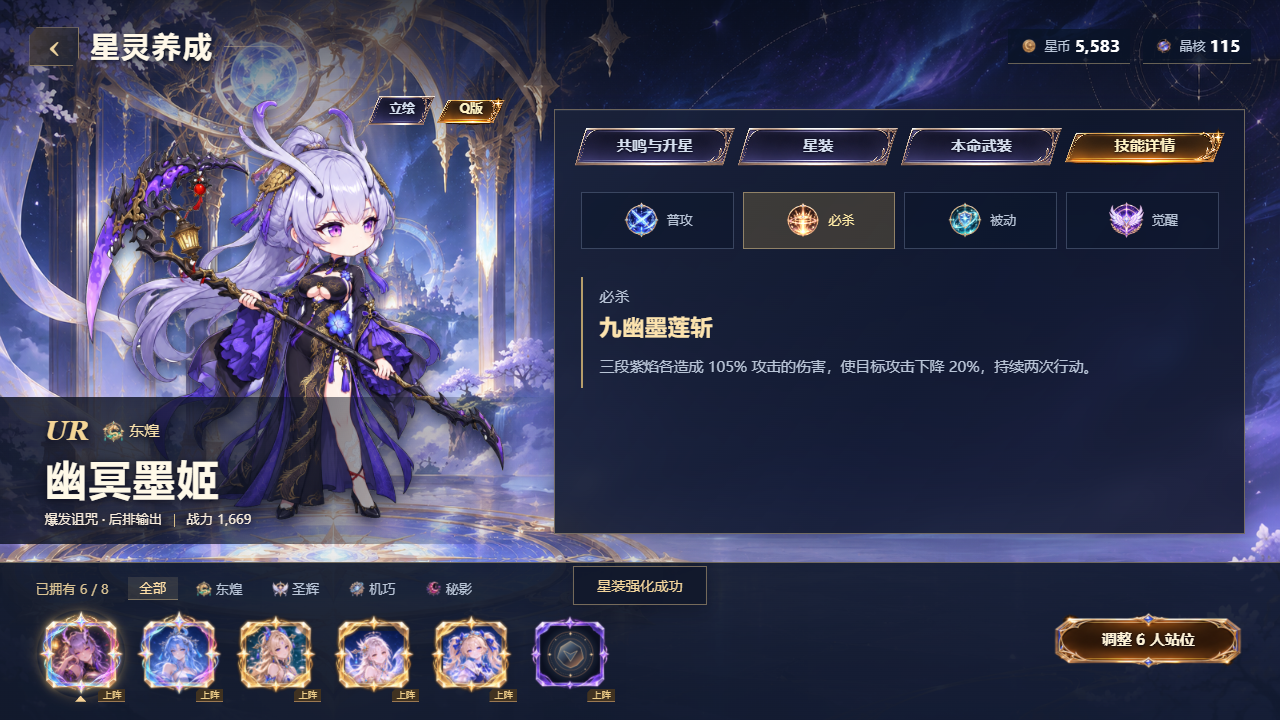 星灵养成
星币 5,583 晶核 115
立绘 Q版
共鸣与升星 星装 本命武装 技能详情
普攻 必杀 被动 觉醒
必杀
九幽墨莲斩
三段紫焰各造成 105% 攻击的伤害，使目标攻击下降 20%，持续两次行动。
UR 东煌
幽冥墨姬
爆发诅咒 · 后排输出 | 战力 1,669
已拥有 6 / 8 全部 东煌 圣辉 机巧 秘影
星装强化成功
上阵 上阵 上阵 上阵 上阵 上阵
调整 6 人站位